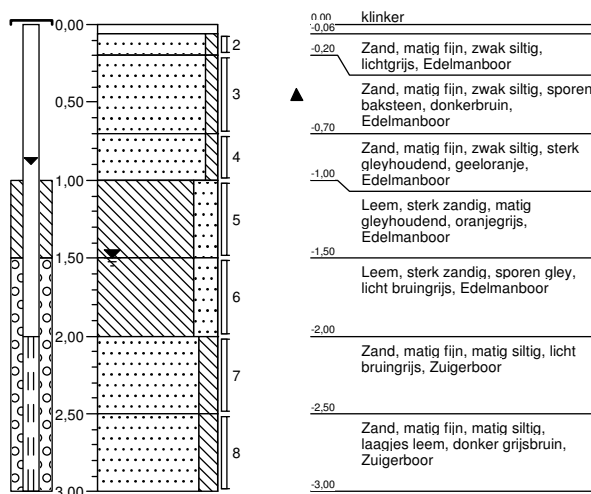 0,00
0,50
1,00
1,50
2,00
2,50
3,00
2
3
4
5
6
7
8
0,00
klinker
-0,06
Zand, matig fijn, zwak siltig,
lichtgrijs, Edelmanboor
-0,20
Zand, matig fijn, zwak siltig, sporen
baksteen, donkerbruin,
Edelmanboor
-0,70
Zand, matig fijn, zwak siltig, sterk
gleyhoudend, geeloranje,
Edelmanboor
-1,00
Leem, sterk zandig, matig
gleyhoudend, oranjegrijs,
Edelmanboor
-1,50
Leem, sterk zandig, sporen gley,
licht bruingrijs, Edelmanboor
-2,00
Zand, matig fijn, matig siltig, licht
bruingrijs, Zuigerboor
-2,50
Zand, matig fijn, matig siltig,
laagjes leem, donker grijsbruin,
Zuigerboor
-3,00